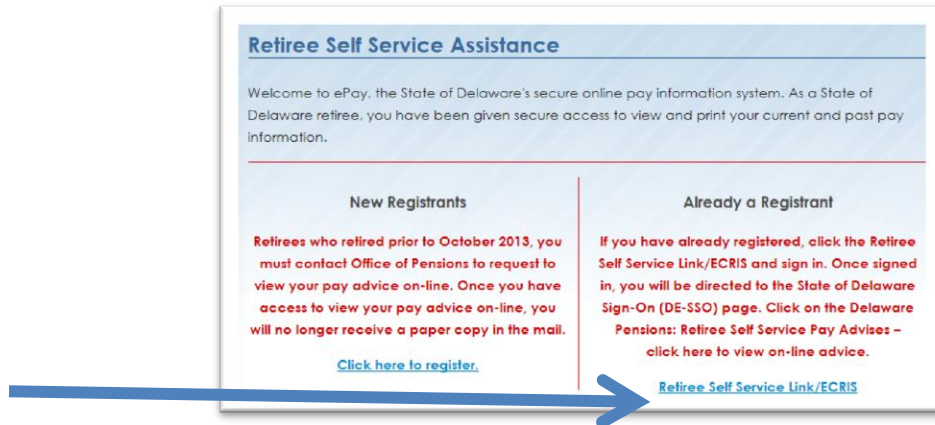 Retiree Self Service Assistance
Welcome to ePay, the State of Delaware's secure online pay information system. As a State of
Delaware retiree, you have been given secure access to view and print your current and past pay
information.
New Registrants
Retirees who retired prior to October 2013, you
must contact Office of Pensions to request to
view your pay advice on-line. Once you have
access to view your pay advice on-line, you
will no longer receive a paper copy in the mail.
Click here to register.
Already a Registrant
If you have already registered, click the Retiree
Self Service Link/ECRIS and sign in. Once signed
in, you will be directed to the State of Delaware
Sign-On (DE-SSO) page. Click on the Delaware
Pensions: Retiree Self Service Pay Advises –
click here to view on-line advice.
Retiree Self Service Link/ECRIS